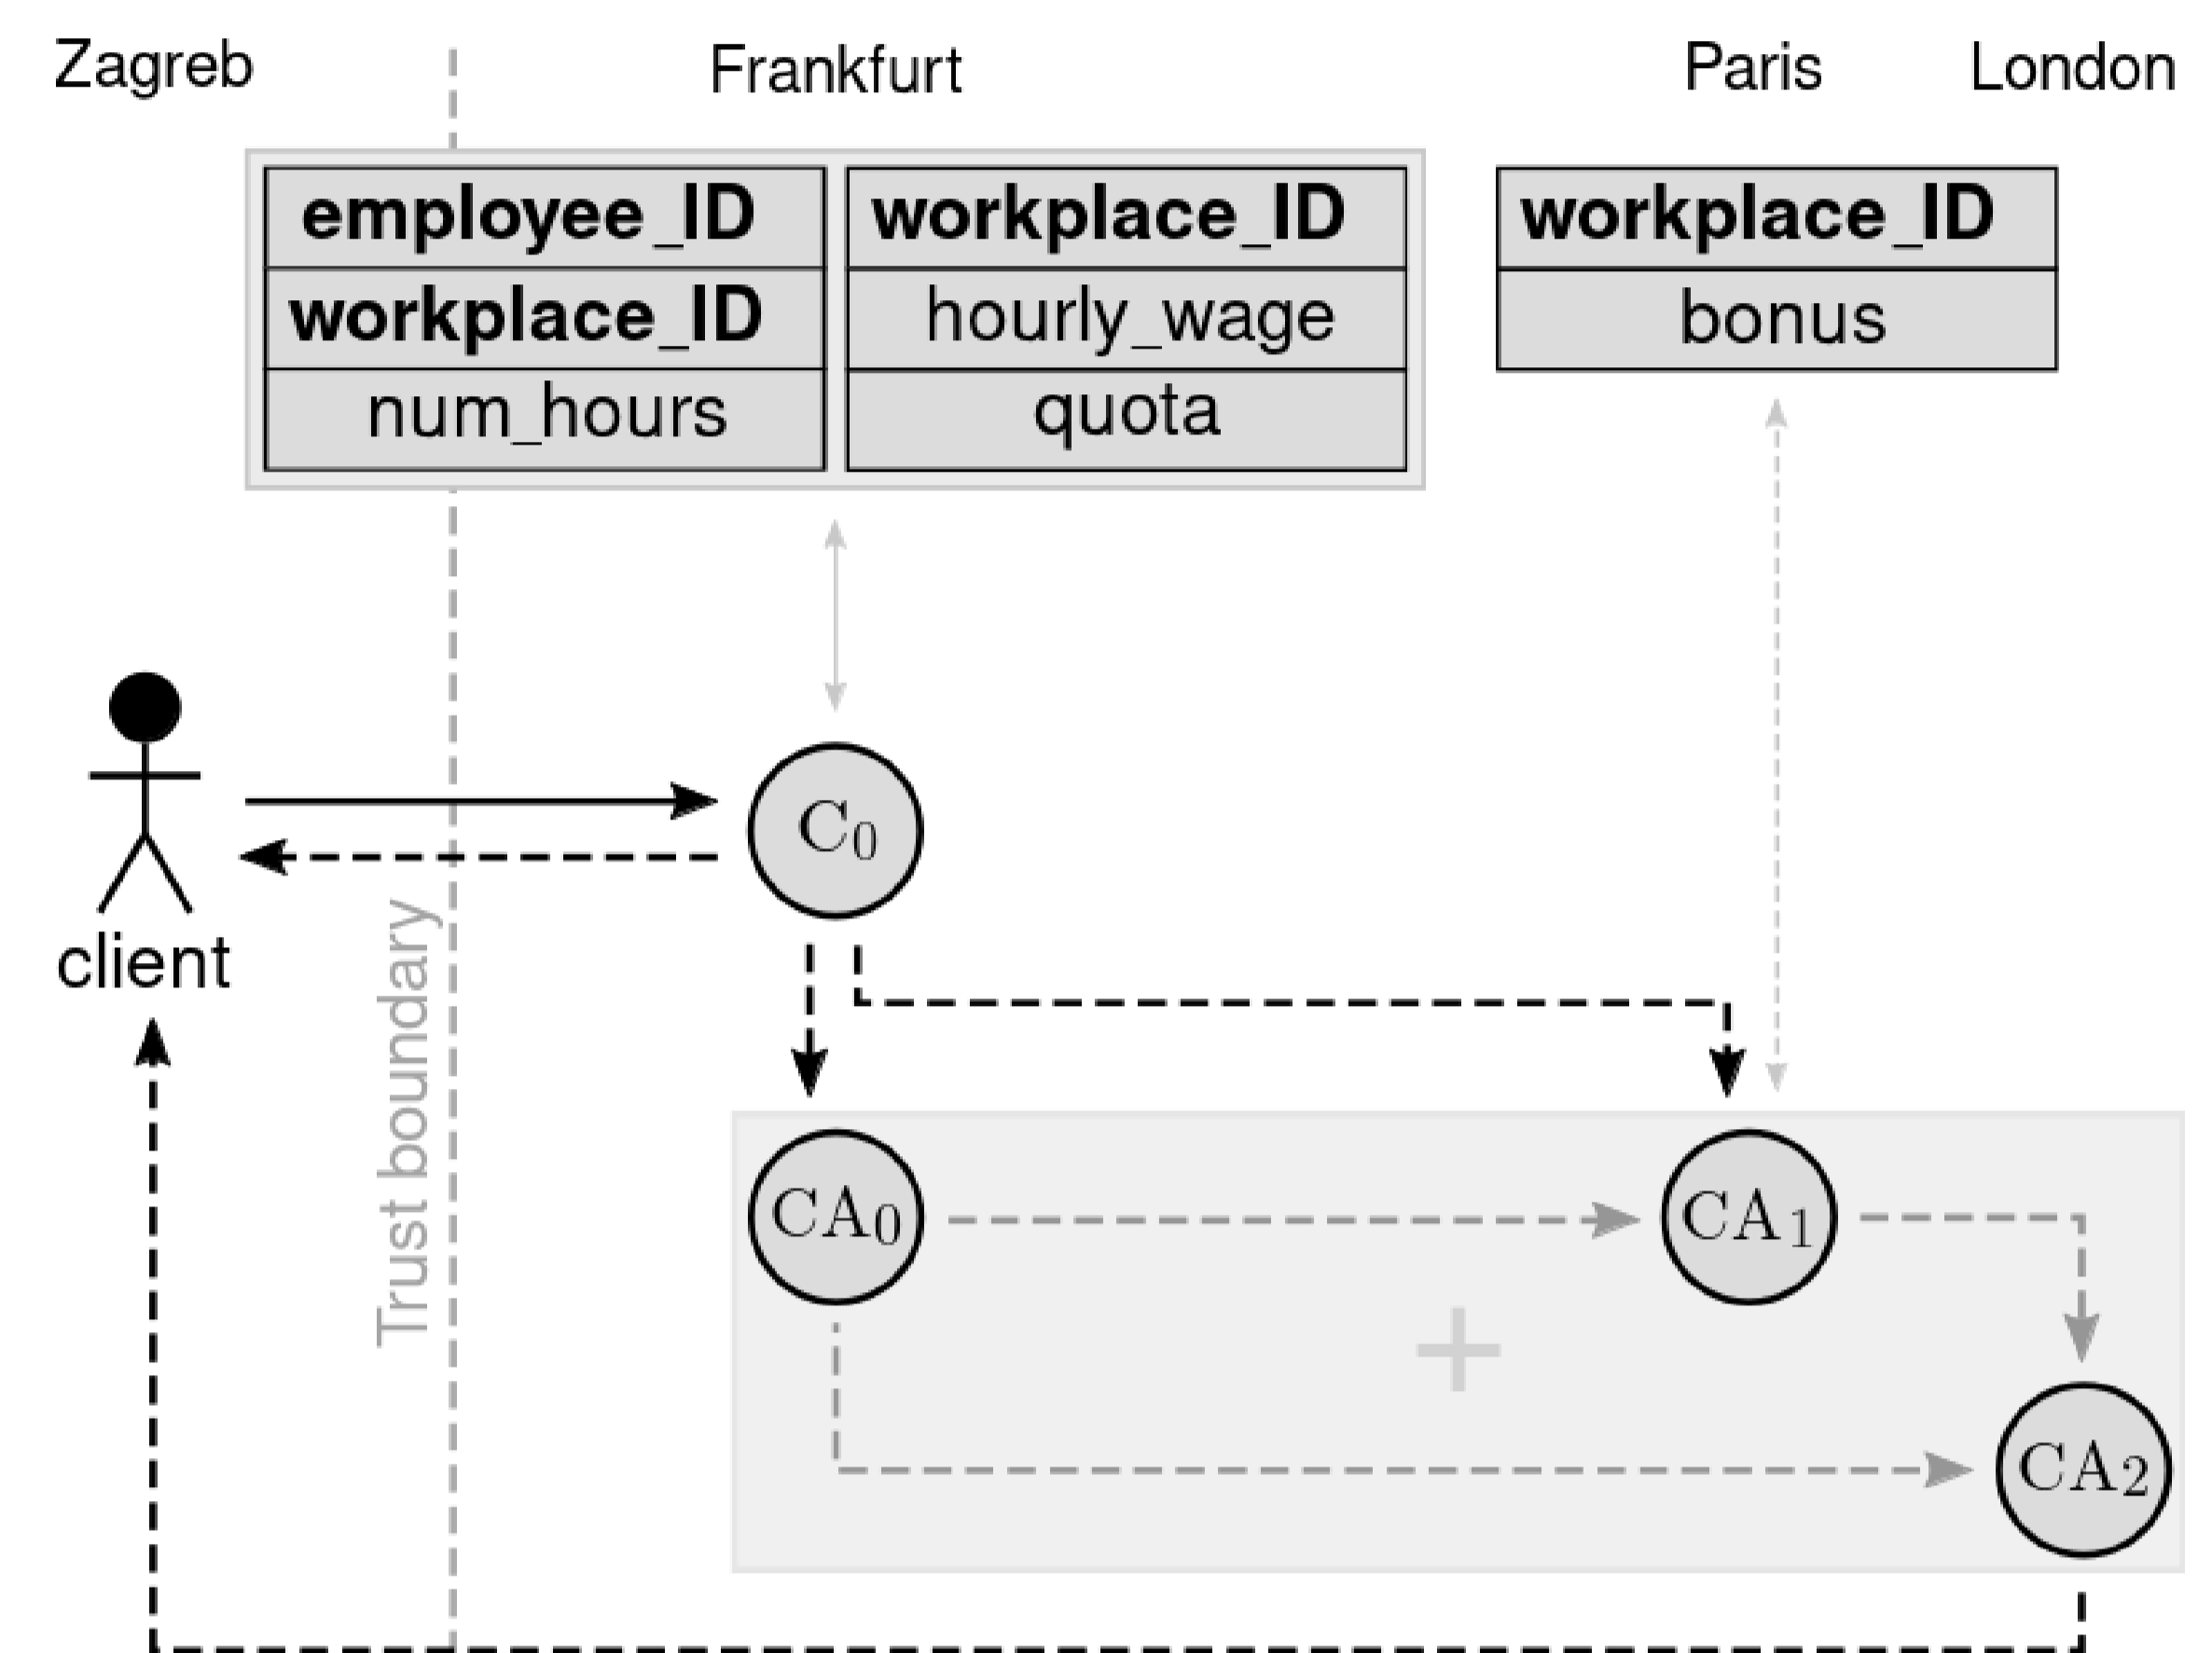 Zagreb
Frankfurt
Paris
London
employee_ID
workplace_ID
num_hours
workplace_ID
hourly_wage
quota
workplace_ID
bonus
C₀
client
Trust boundary
CA₀
CA₁
+
CA₂